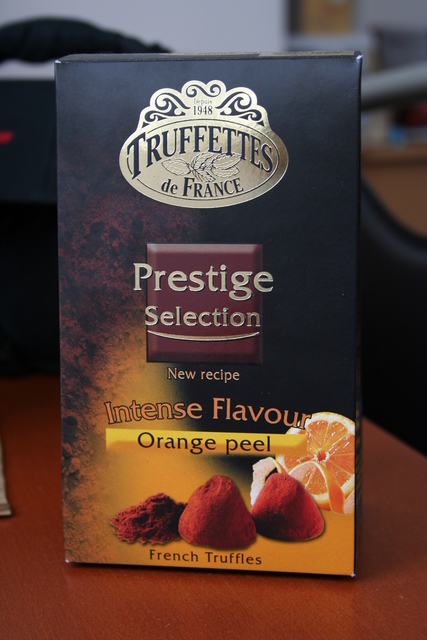 Depuis
1948
TRUFFETTES
de FRANCE
Prestige
Selection
New recipe
Intense Flavour
Orange peel
French Truffles